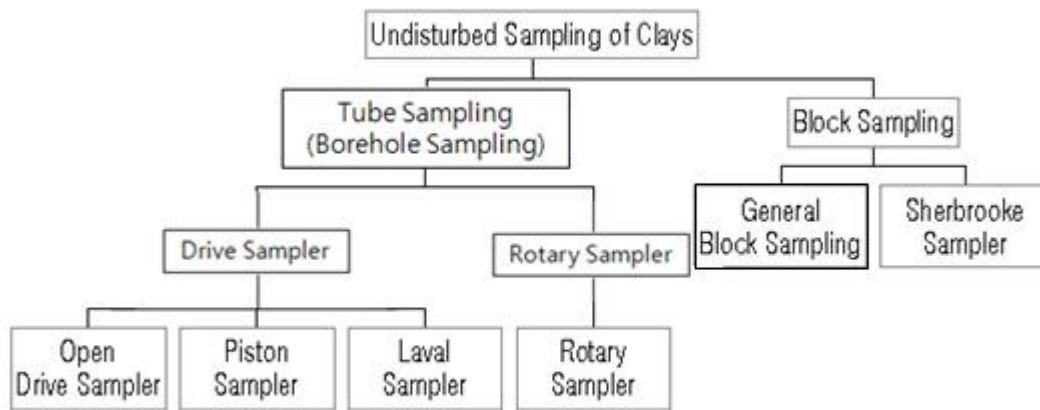 Undisturbed Sampling of Clays
Tube Sampling
(Borehole Sampling)
Block Sampling
General
Block Sampling
Sherbrooke
Sampler
Drive Sampler
Rotary Sampler
Open
Drive Sampler
Piston
Sampler
Laval
Sampler
Rotary
Sampler